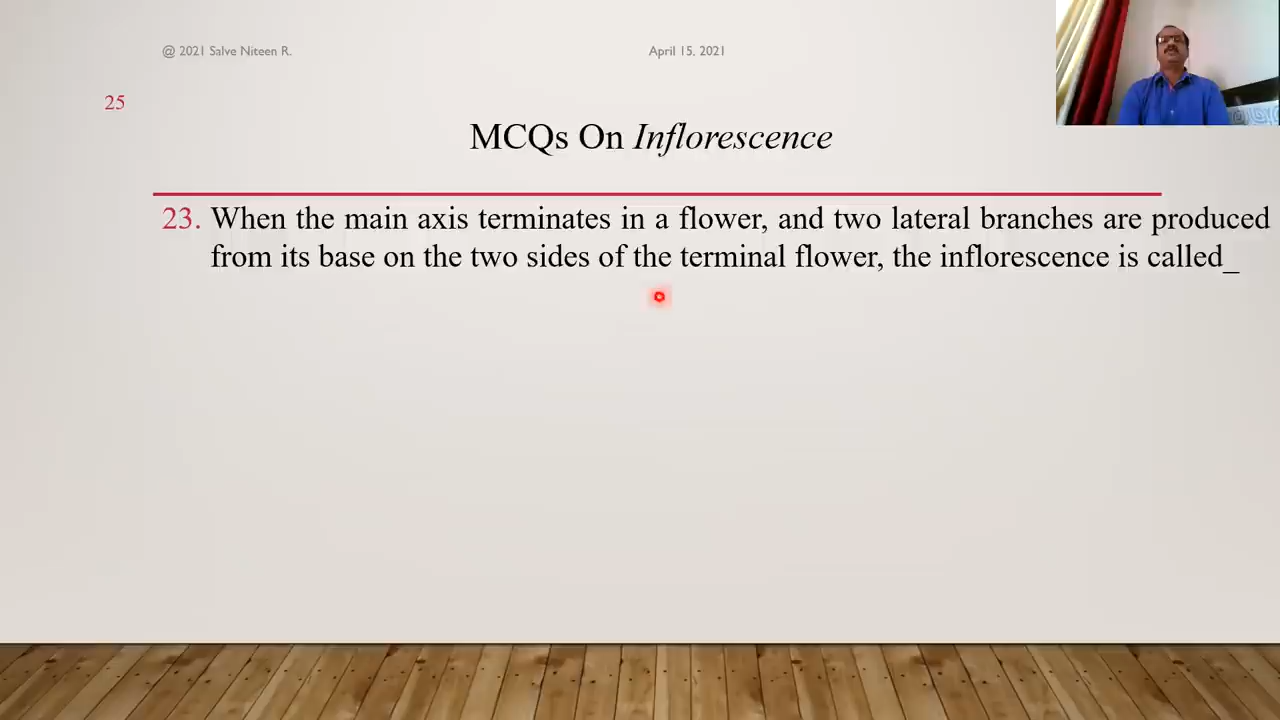 @ 2021 Salve Niteen R.
April 15, 2021
25
MCQs On Inflorescence
23. When the main axis terminates in a flower, and two lateral branches are produced
from its base on the two sides of the terminal flower, the inflorescence is called_